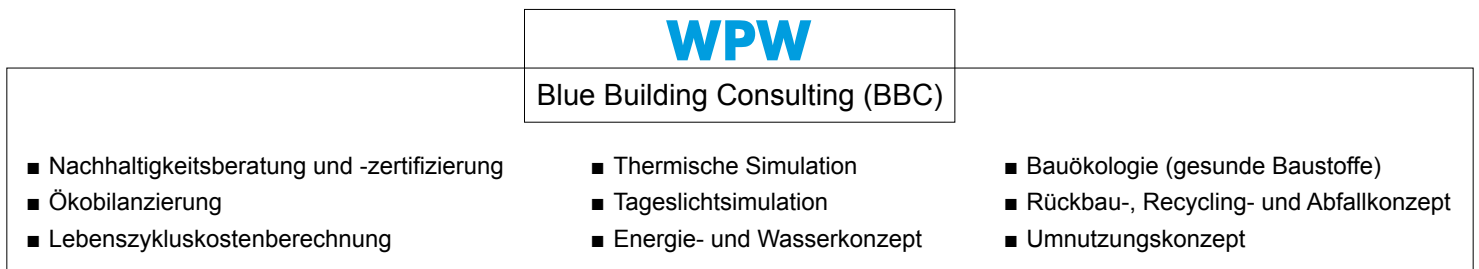 WPW
Blue Building Consulting (BBC)
■ Nachhaltigkeitsberatung und -zertifizierung
■ Ökobilanzierung
■ Lebenszykluskostenberechnung
■ Thermische Simulation
■ Tageslichtsimulation
■ Energie- und Wasserkonzept
■ Bauökologie (gesunde Baustoffe)
■ Rückbau-, Recycling- und Abfallkonzept
■ Umnutzungskonzept